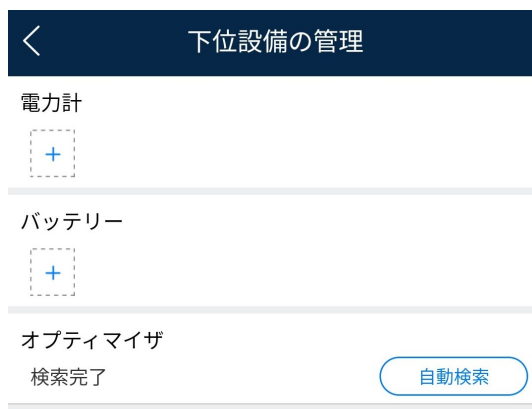 下位設備の管理
電力計
+
バッテリー
+
オプティマイザ
検索完了
自動検索